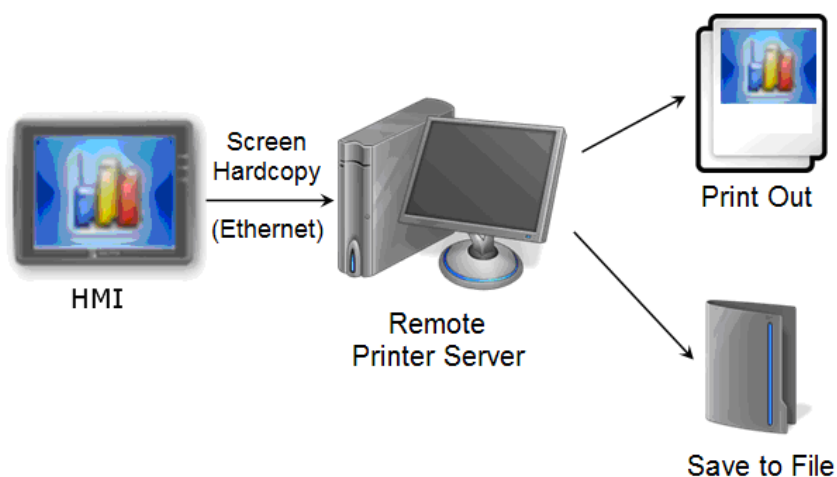 Screen
Hardcopy
(Ethernet)
HMI
Remote
Printer Server
Print Out
Save to File